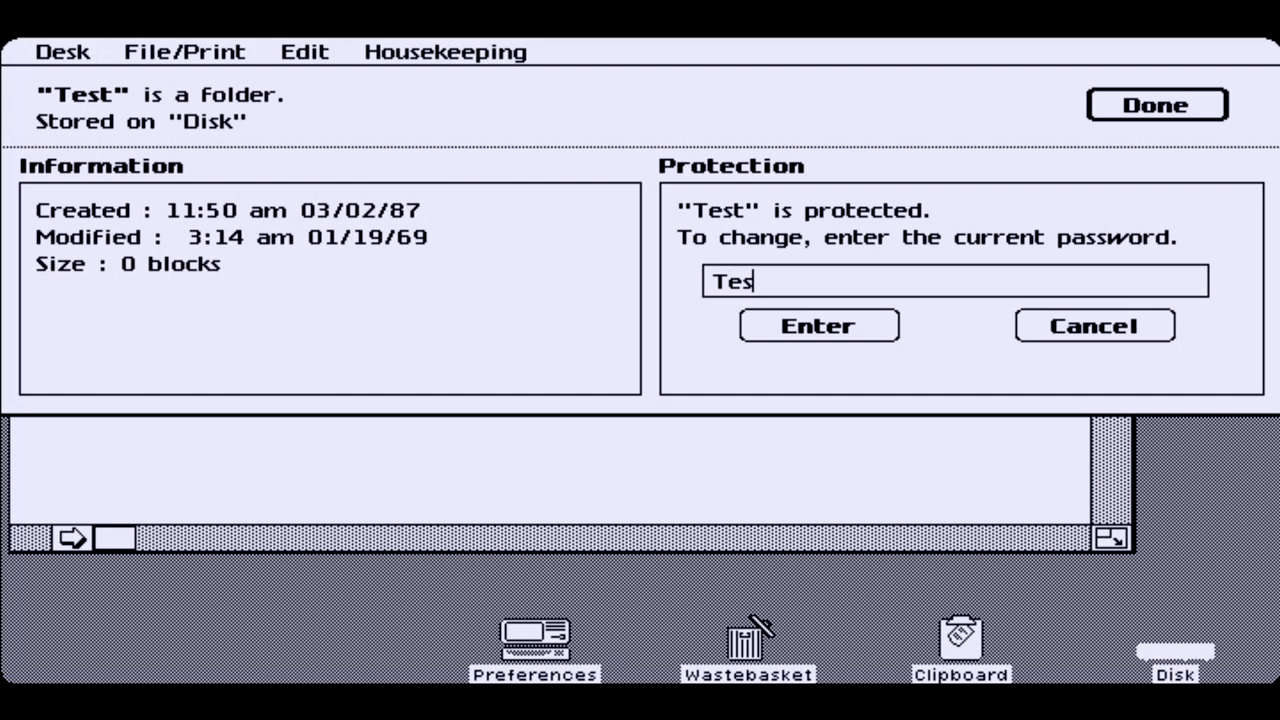 Desk File/Print Edit Housekeeping
"Test" is a folder.
Stored on "Disk"
Done
Information
Created : 11:50 am 03/02/87
Modified : 3:14 am 01/19/69
Size : 0 blocks
Protection
"Test" is protected.
To change, enter the current password.
Tes
Enter Cancel
Preferences Wastebasket Clipboard Disk